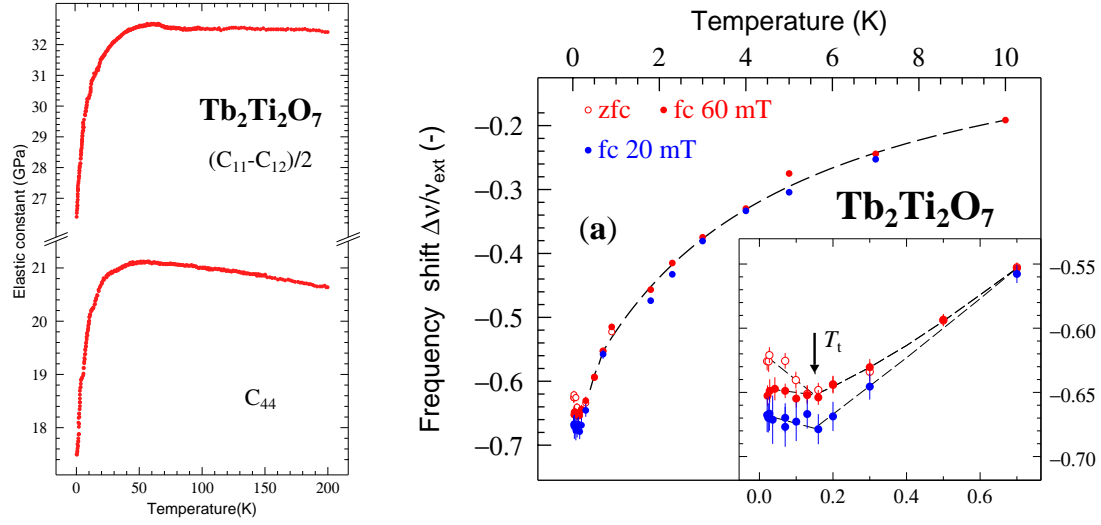 32
31
30
29
28
27
26
Tb2Ti2O7
(C11-C12)/2
Elastic constant (GPa)
21
20
19
18
C44
0 50 100 150 200
Temperature(K)
Temperature (K)
0 2 4 6 8 10
zfc fc 60 mT
fc 20 mT
Frequency shift Δν/νext (-)
−0.2
−0.3
−0.4
−0.5
−0.6
−0.7
(a)
Tb2Ti2O7
Tt
−0.55
−0.60
−0.65
−0.70
0.0 0.2 0.4 0.6